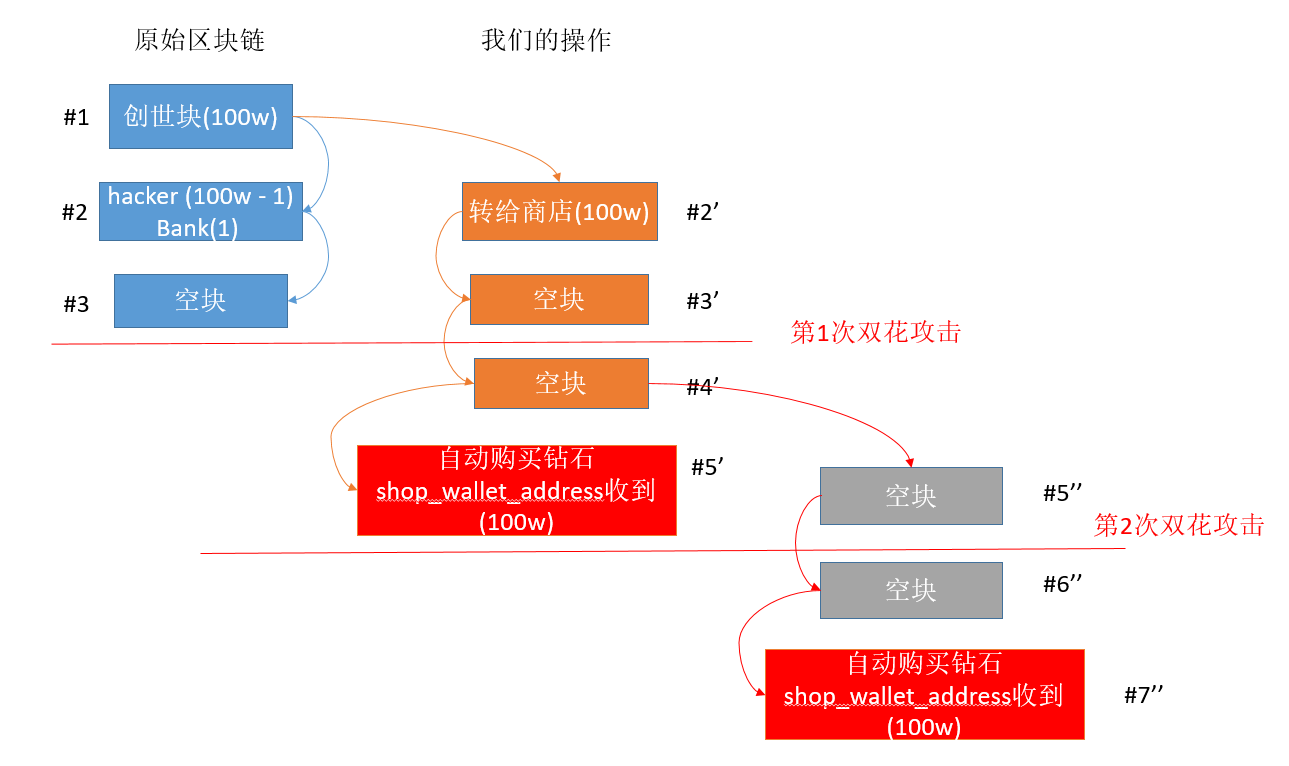 原始区块链
我们的操作
#1
创世块(100w)
#2
hacker (100w - 1)
Bank(1)
转给商店(100w)
#2’
#3
空块
空块
#3’
第1次双花攻击
空块
#4’
自动购买钻石
shop_wallet_address收到
(100w)
#5’
空块
#5’’
第2次双花攻击
空块
#6’’
自动购买钻石
shop_wallet_address收到
(100w)
#7’’